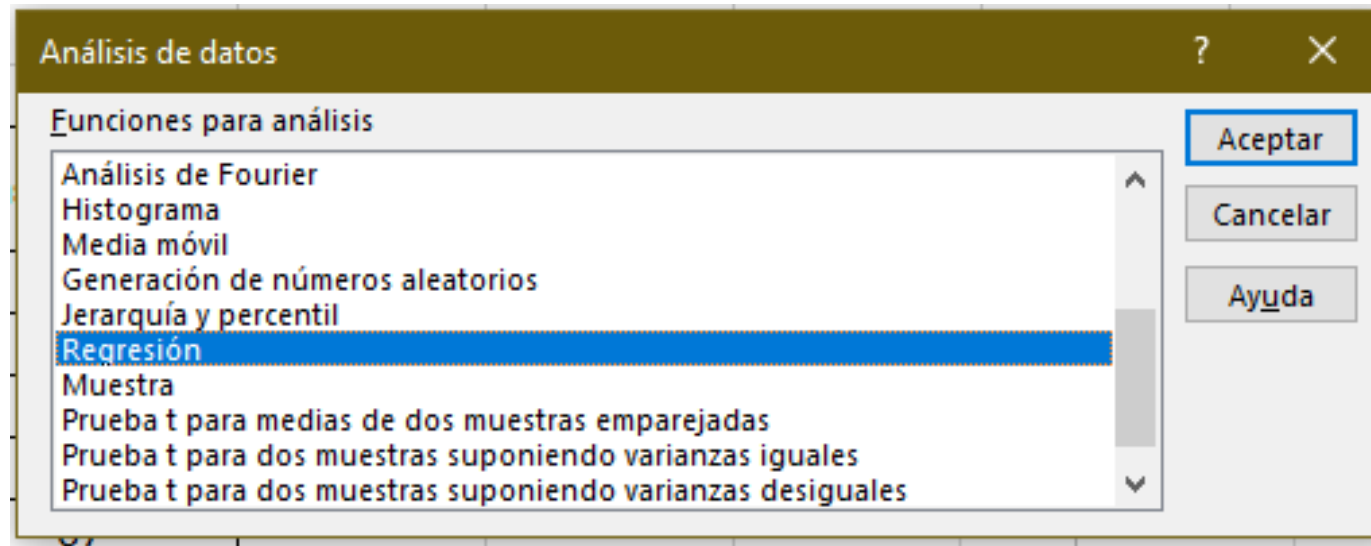 Análisis de datos ? ×
Funciones para análisis
Análisis de Fourier
Histograma
Media móvil
Generación de números aleatorios
Jerarquía y percentil
Regresión
Muestra
Prueba t para medias de dos muestras emparejadas
Prueba t para dos muestras suponiendo varianzas iguales
Prueba t para dos muestras suponiendo varianzas desiguales
Aceptar
Cancelar
Ayuda